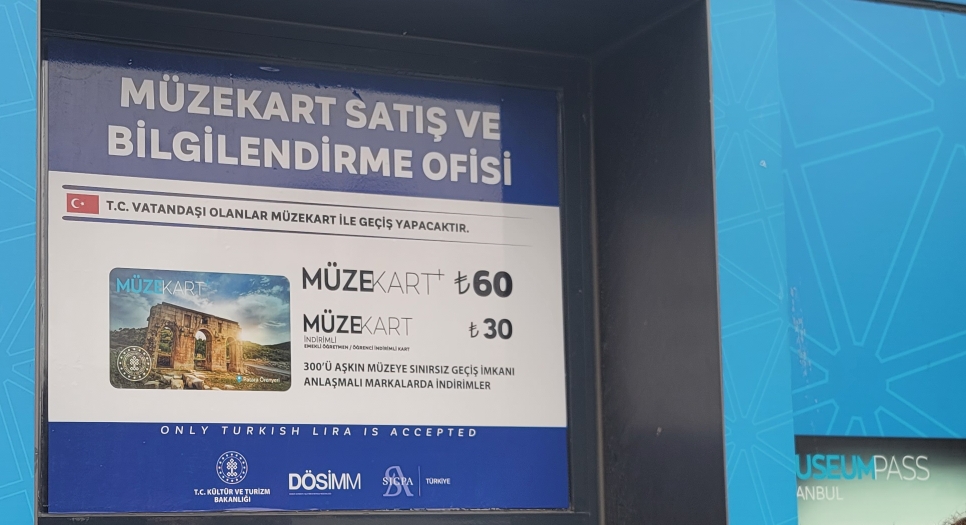 MÜZEKART SATIŞ VE
BİLGİLENDİRME OFİSİ
T.C. VATANDAŞI OLANLAR MÜZEKART İLE GEÇİŞ YAPACAKTIR.
MÜZEKART
Patara Örenyeri
MÜZEKART+ ₺60
MÜZEKART ₺30
İNDİRİMLİ
EMEKLİ ÖĞRETMEN / ÖĞRENCİ İNDİRİMLİ KART
300'Ü AŞKIN MÜZEYE SINIRSIZ GEÇİŞ İMKANI
ANLAŞMALI MARKALARDA İNDİRİMLER
ONLY TURKISH LIRA IS ACCEPTED
T.C. KÜLTÜR VE TURİZM
BAKANLIĞI
DÖSİMM
SICPA
TÜRKİYE
USEUMPASS
ANBUL